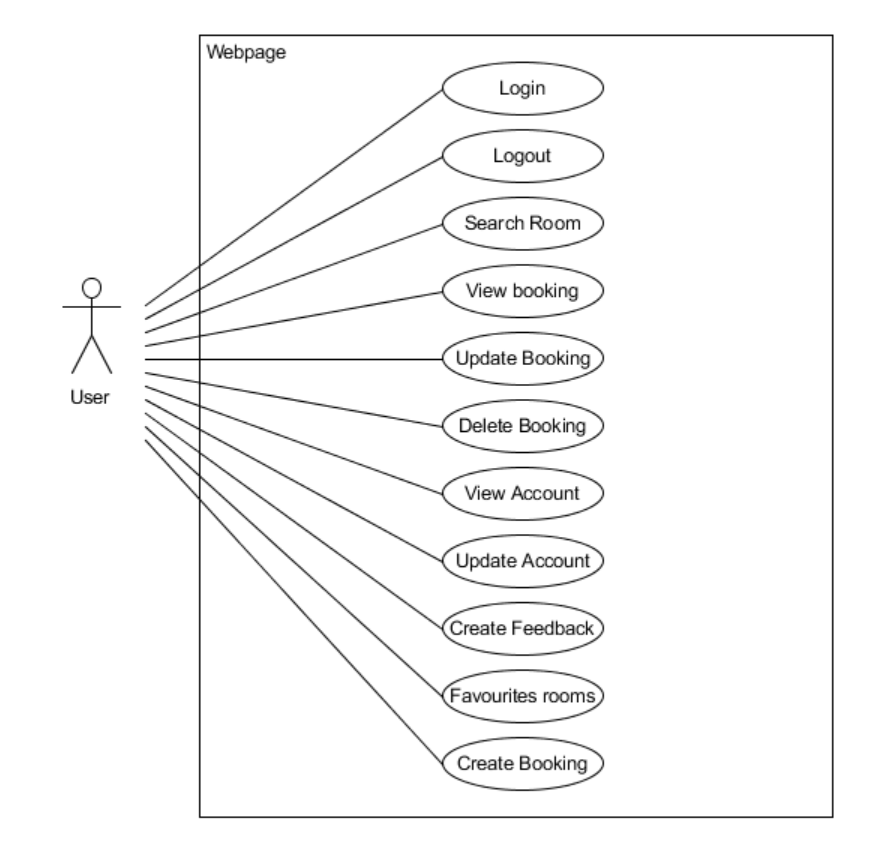 Webpage
Login
Logout
Search Room
View booking
Update Booking
User
Delete Booking
View Account
Update Account
Create Feedback
Favourites rooms
Create Booking